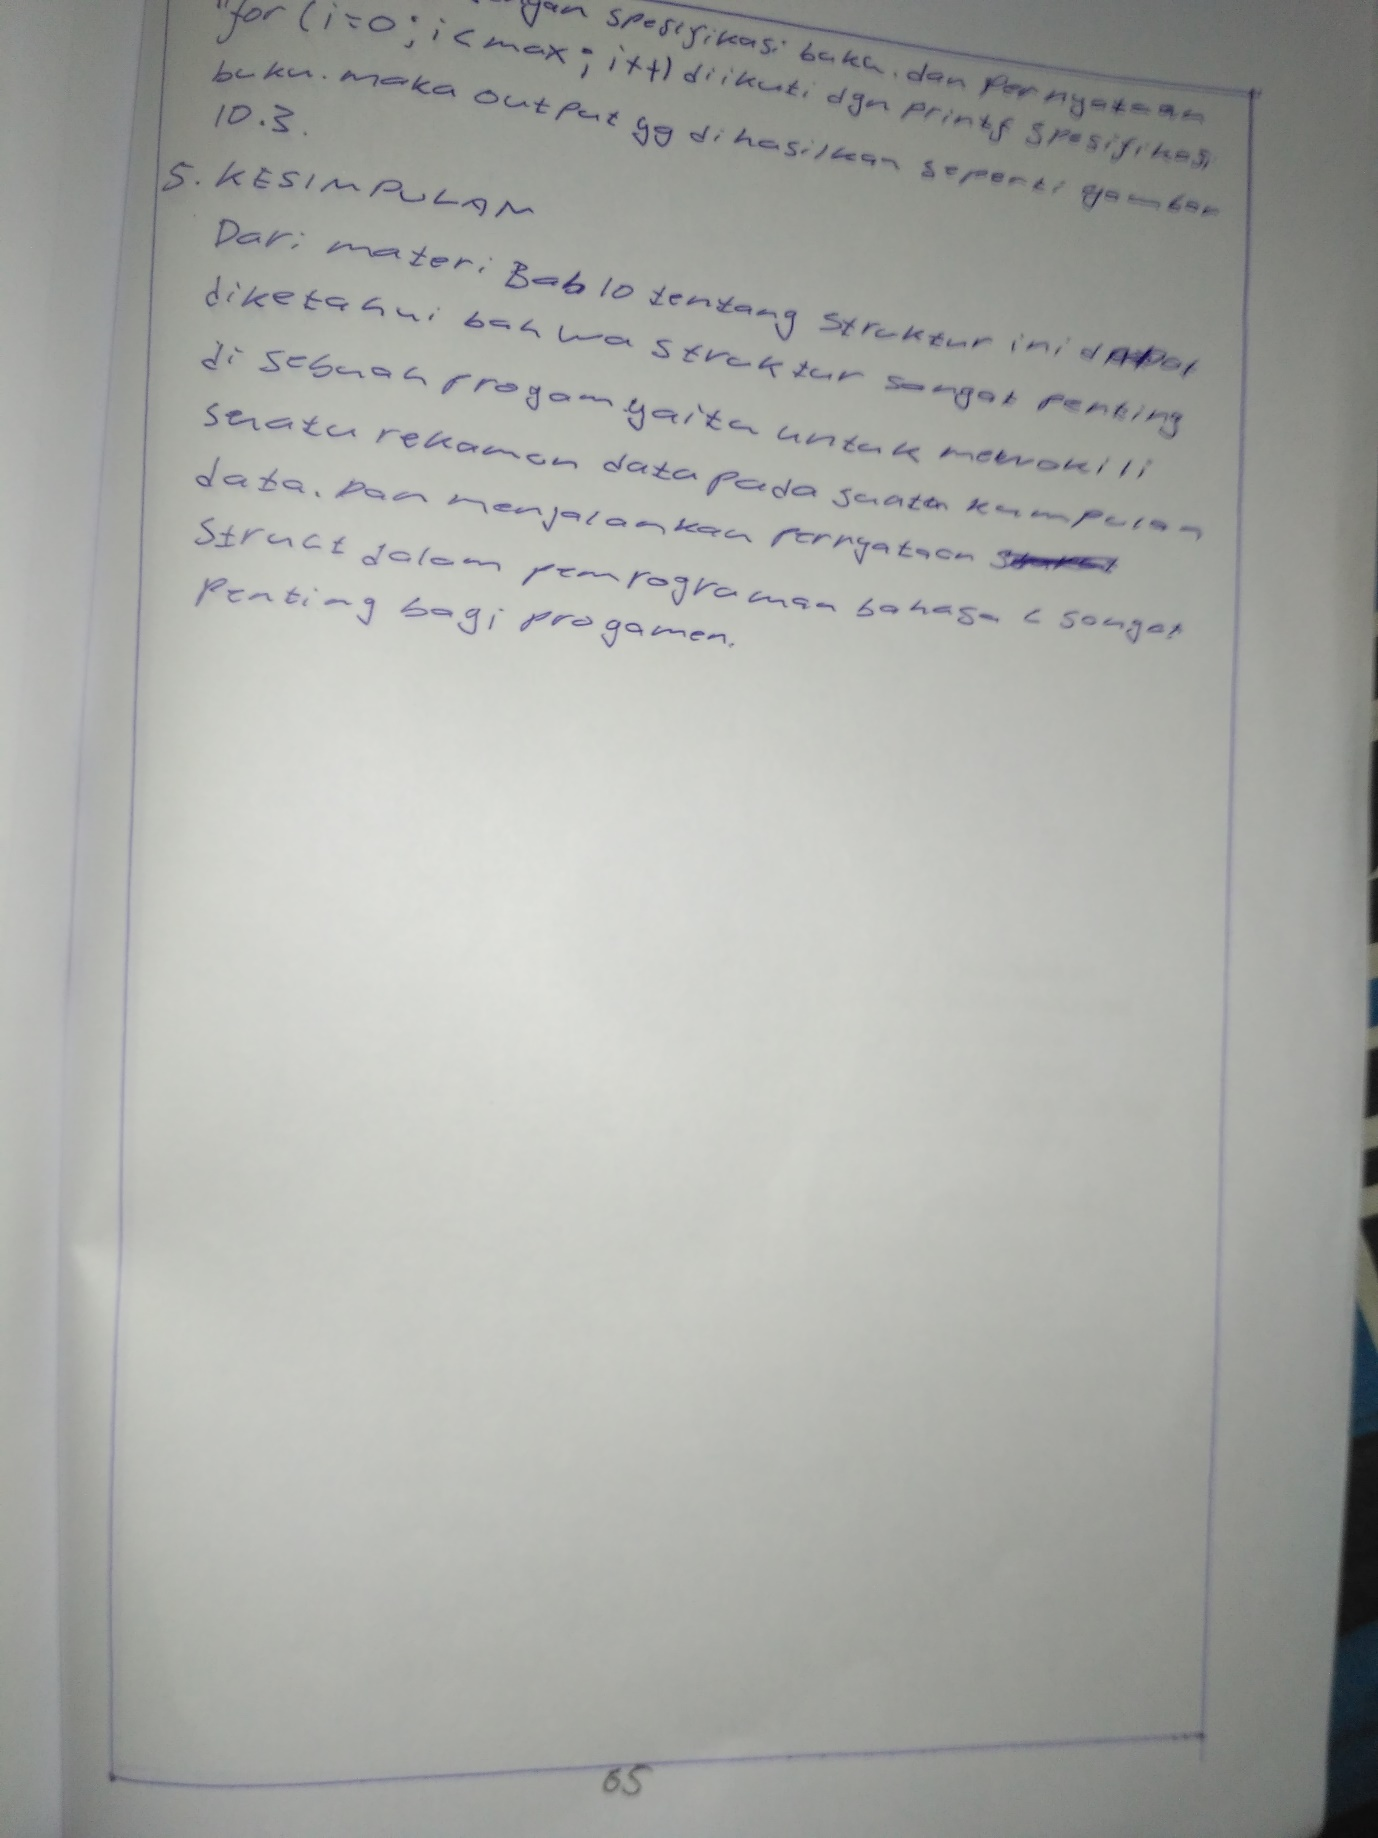 spesifikasi buku. dan pernyataan
"for (i=0; i<max; i++) diikuti dgn printf spesifikasi
buku. maka output yg dihasilkan seperti gambar
10.3.
5. KESIMPULAN
Dari materi Bab 10 tentang struktur ini dapat
diketahui bahwa struktur sangat penting
di sebuah progam yaitu untuk mewakili
suatu rekaman data pada suatu kumpulan
data. Dan menjalankan pernyataan
struct dalam pemrograman bahasa c sangat
penting bagi progamen.
65